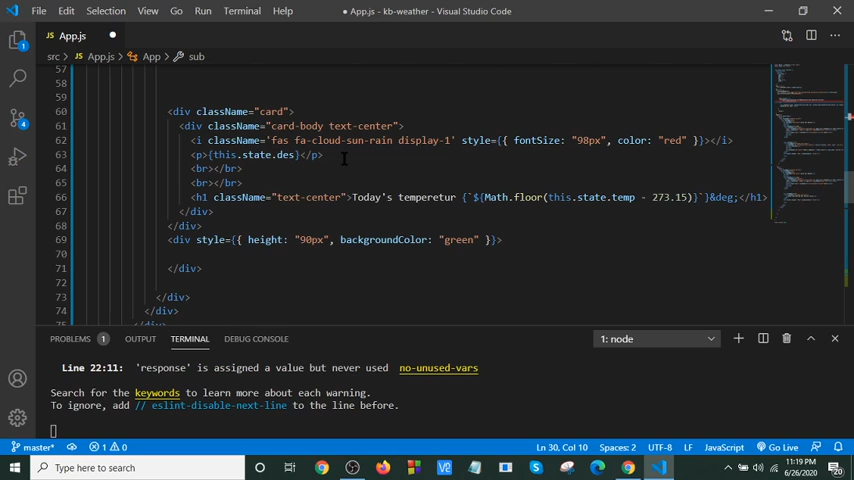 File Edit Selection View Go Run Terminal Help ● App.js - kb-weather - Visual Studio Code
JS App.js ●
src > JS App.js > App > sub
57
58
59
60 <div className="card">
61 <div className="card-body text-center">
62 <i className='fas fa-cloud-sun-rain display-1' style={{ fontSize: "98px", color: "red" }}></i>
63 <p>{this.state.des}</p>
64 <br></br>
65 <br></br>
66 <h1 className="text-center">Today's temperetur {`${Math.floor(this.state.temp - 273.15)}`}&deg;</h1>
67 </div>
68 </div>
69 <div style={{ height: "90px", backgroundColor: "green" }}>
70
71 </div>
72
73 </div>
74 </div>
75 </div>
PROBLEMS 1 OUTPUT TERMINAL DEBUG CONSOLE 1: node
Line 22:11: 'response' is assigned a value but never used no-unused-vars
Search for the keywords to learn more about each warning.
To ignore, add // eslint-disable-next-line to the line before.
master* 1 0 Ln 30, Col 10 Spaces: 2 UTF-8 LF JavaScript Go Live
Type here to search
11:19 PM
6/26/2020
20